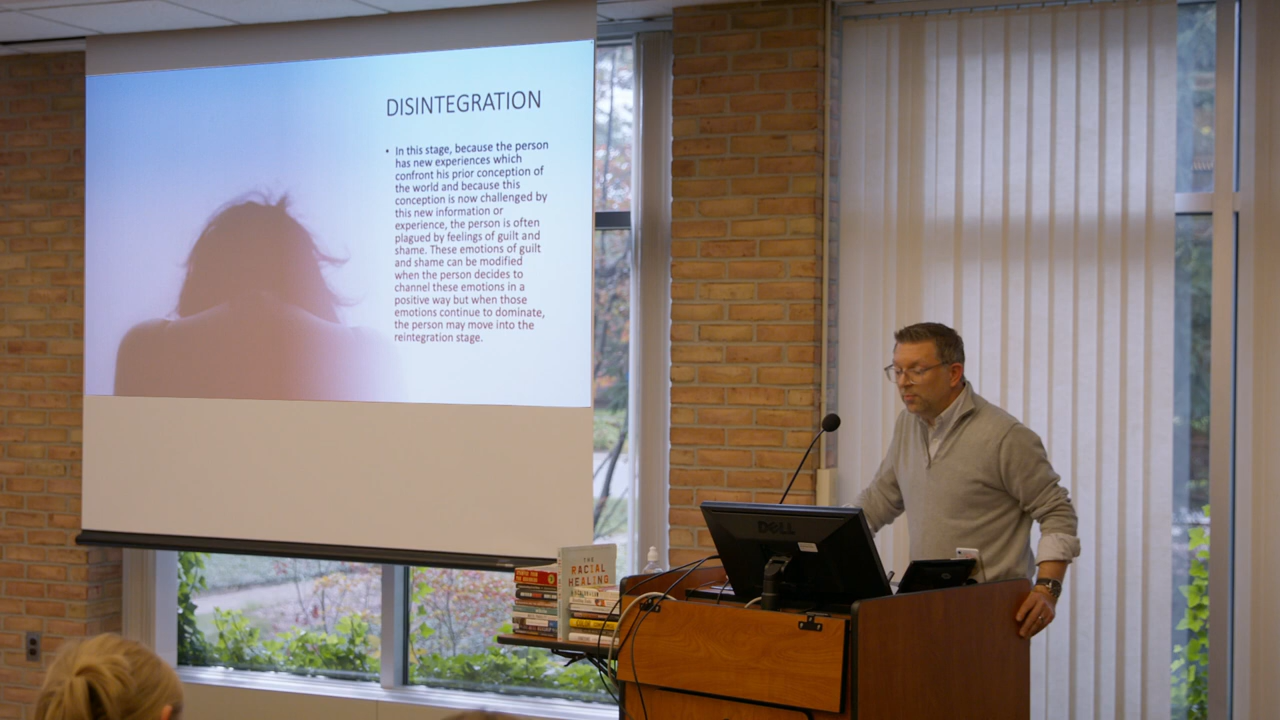 DISINTEGRATION
• In this stage, because the person
has new experiences which
confront his prior conception of
the world and because this
conception is now challenged by
this new information or
experience, the person is often
plagued by feelings of guilt and
shame. These emotions of guilt
and shame can be modified
when the person decides to
channel these emotions in a
positive way but when those
emotions continue to dominate,
the person may move into the
reintegration stage.
THE
RACIAL
HEALING
DELL